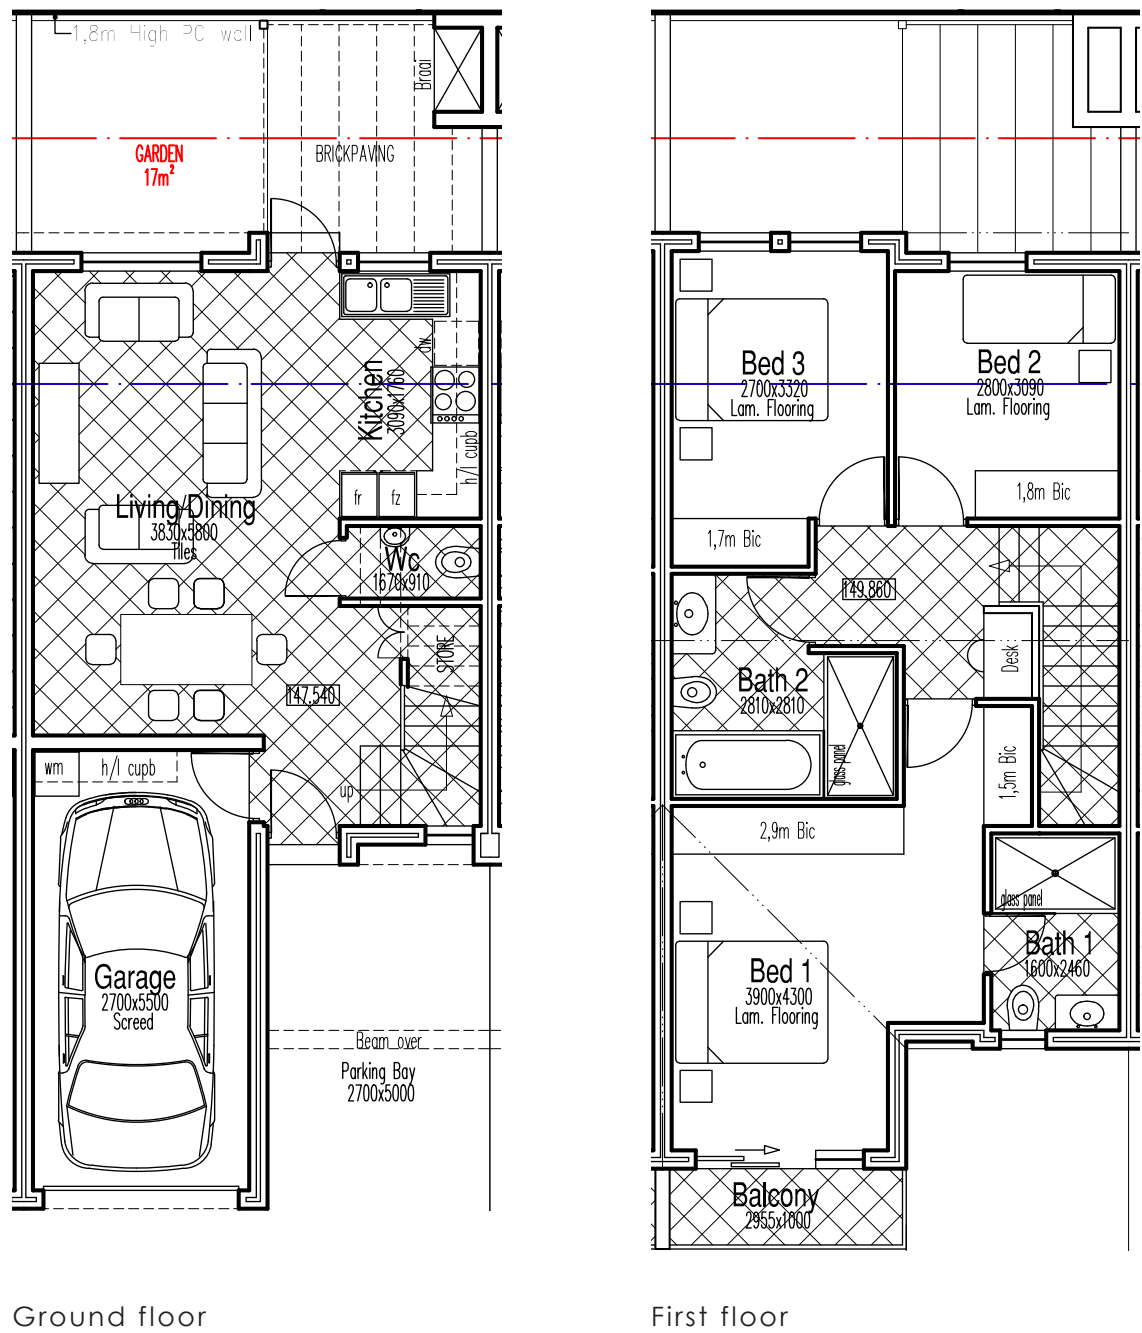 1,8m High PC wall
Braai
GARDEN
17m²
BRICKPAVING
dw
Kitchen
3090x1760
h/l cupb
fr
fz
Living/Dining
3830x5800
Tiles
Wc
1670x910
STORE
147.540
up
wm
h/l cupb
Garage
2700x5500
Screed
Beam over
Parking Bay
2700x5000
Ground floor
Bed 3
2700x3320
Lam. Flooring
Bed 2
2800x3090
Lam. Flooring
1,8m Bic
1,7m Bic
149.860
Desk
Bath 2
2810x2810
glass panel
1,5m Bic
2,9m Bic
glass panel
Bath 1
1600x2460
Bed 1
3900x4300
Lam. Flooring
Balcony
2955x1000
First floor